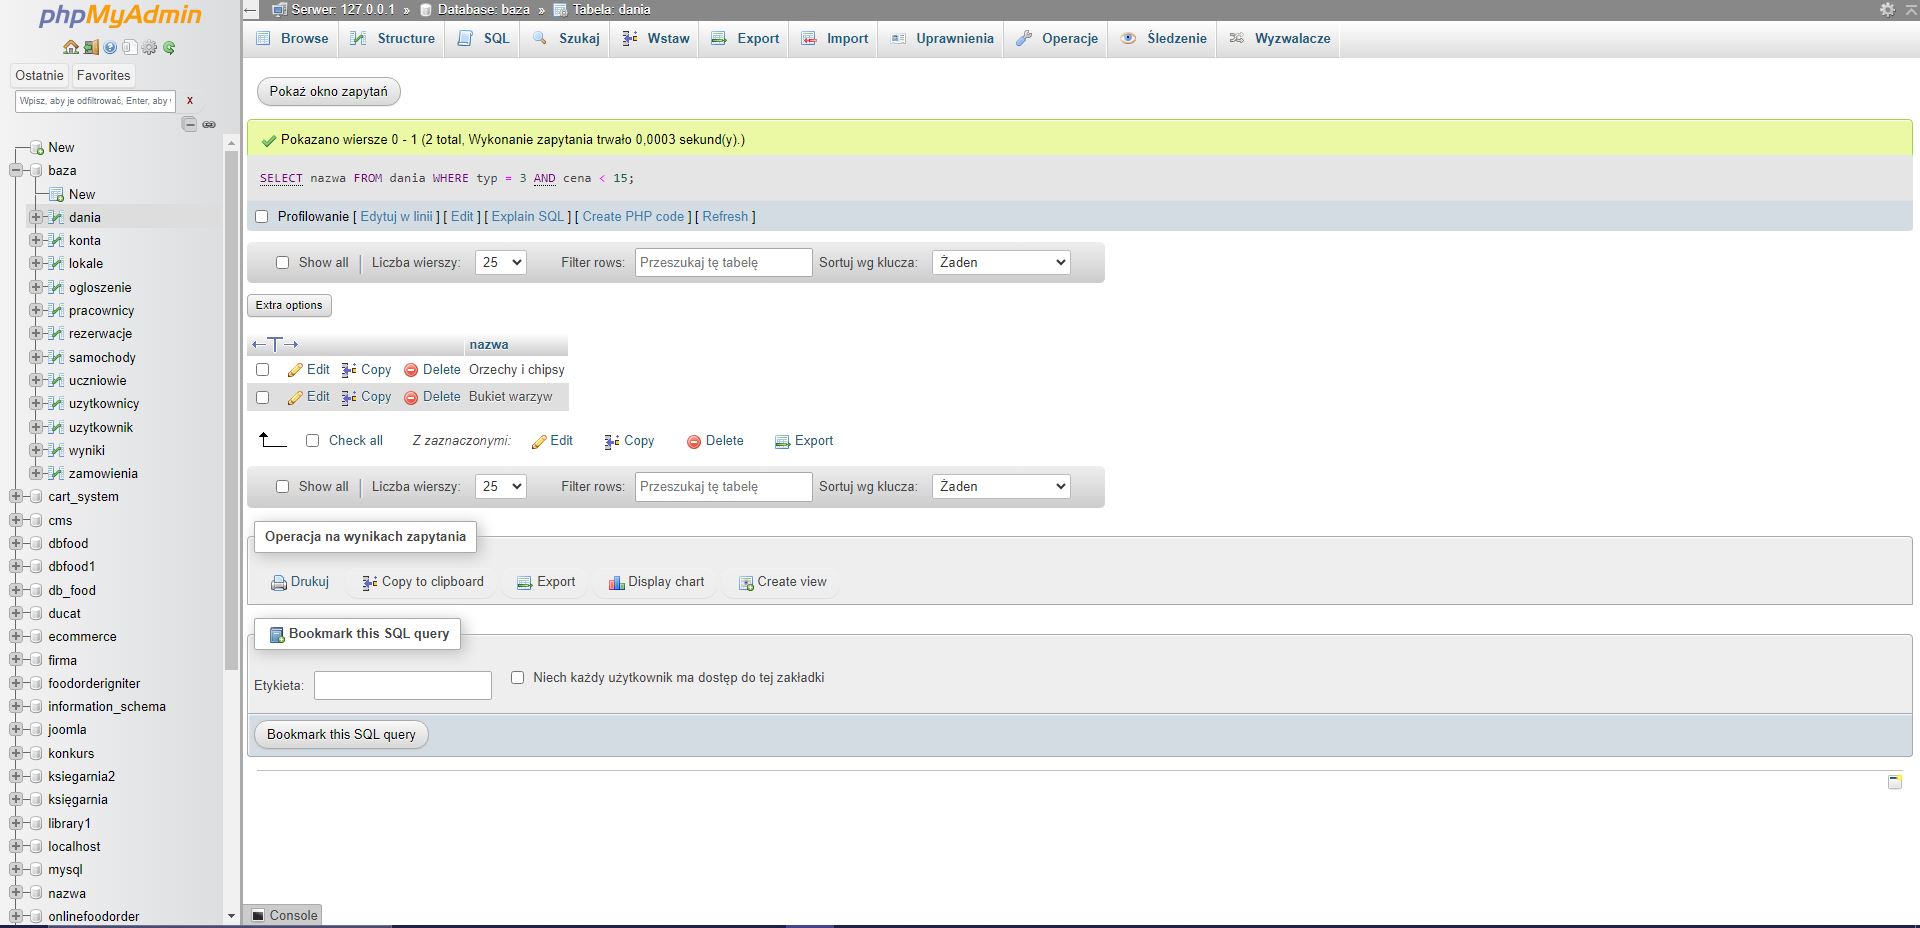 phpMyAdmin
Ostatnie Favorites
Wpisz, aby je odfiltrować, Enter, aby X
New
baza
New
dania
konta
lokale
ogloszenie
pracownicy
rezerwacje
samochody
uczniowie
uzytkownicy
uzytkownik
wyniki
zamowienia
cart_system
cms
dbfood
dbfood1
db_food
ducat
ecommerce
firma
foodorderigniter
information_schema
joomla
konkurs
ksiegarnia2
księgarnia
library1
localhost
mysql
nazwa
onlinefoodorder
Serwer: 127.0.0.1 » Database: baza » Tabela: dania
Browse Structure SQL Szukaj Wstaw Export Import Uprawnienia Operacje Śledzenie Wyzwalacze
Pokaż okno zapytań
Pokazano wiersze 0 - 1 (2 total, Wykonanie zapytania trwało 0,0003 sekund(y).)
SELECT nazwa FROM dania WHERE typ = 3 AND cena < 15;
Profilowanie [ Edytuj w linii ] [ Edit ] [ Explain SQL ] [ Create PHP code ] [ Refresh ]
Show all | Liczba wierszy: 25 Filter rows: Przeszukaj tę tabelę Sortuj wg klucza: Żaden
Extra options
←T→ nazwa
Edit Copy Delete Orzechy i chipsy
Edit Copy Delete Bukiet warzyw
Check all Z zaznaczonymi: Edit Copy Delete Export
Show all | Liczba wierszy: 25 Filter rows: Przeszukaj tę tabelę Sortuj wg klucza: Żaden
Operacja na wynikach zapytania
Drukuj Copy to clipboard Export Display chart Create view
Bookmark this SQL query
Etykieta: Niech każdy użytkownik ma dostęp do tej zakładki
Bookmark this SQL query
Console